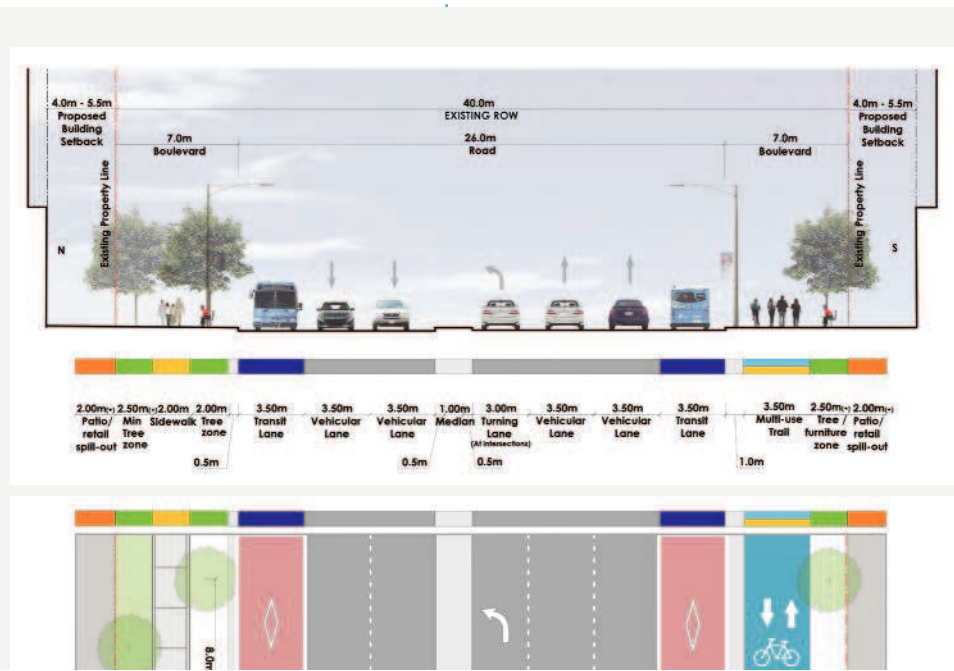 4.0m - 5.5m
Proposed
Building
Setback
40.0m
EXISTING ROW
4.0m - 5.5m
Proposed
Building
Setback
7.0m
Boulevard
26.0m
Road
7.0m
Boulevard
Existing Property Line
Existing Property Line
N
S
2.00m(+)
Patio/
retail
spill-out
2.50m(+)
Min
Tree
zone
2.00m
Sidewalk
2.00m
Tree
zone
0.5m
3.50m
Transit
Lane
3.50m
Vehicular
Lane
3.50m
Vehicular
Lane
0.5m
1.00m
Median
3.00m
Turning
Lane
(At intersections)
0.5m
3.50m
Vehicular
Lane
3.50m
Vehicular
Lane
3.50m
Transit
Lane
1.0m
3.50m
Multi-use
Trail
2.50m(+)
Tree /
furniture
zone
2.00m(+)
Patio/
retail
spill-out
8.0m